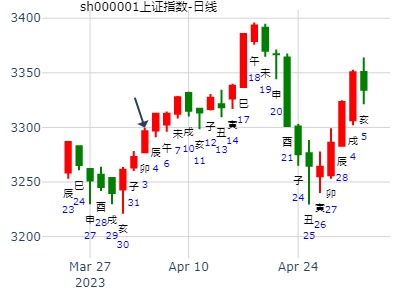 sh000001上证指数-日线
3400
3350
3300
3250
3200
辰
23
巳
24
申
27
酉
28
戌
29
亥
30
子
31
卯
3
辰
4
午
6
未
7
戌
10
亥
11
子
12
丑
13
寅
14
巳
17
午
18
未
19
申
20
酉
21
子
24
丑
25
寅
26
卯
27
辰
28
戌
4
亥
5
Mar 27
2023
Apr 10
Apr 24